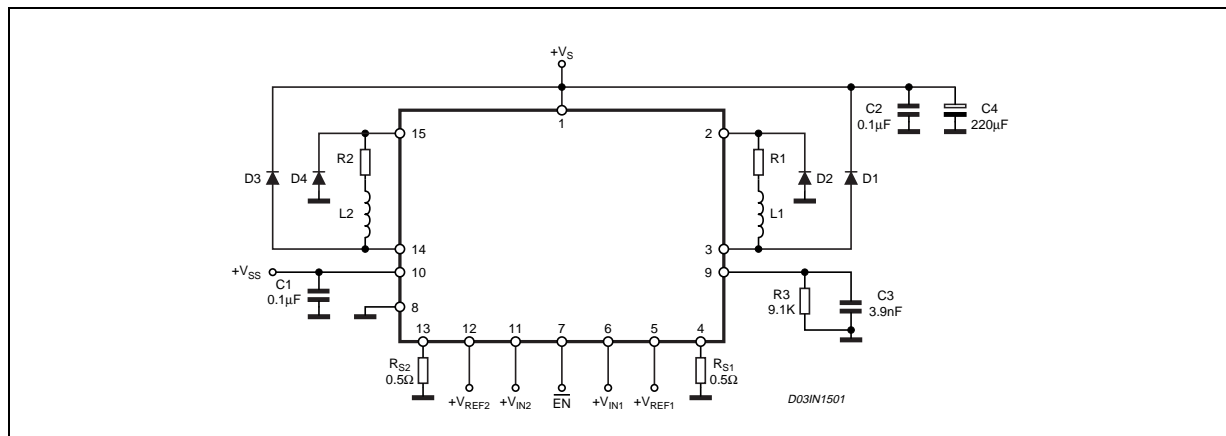 +VS
1
C2
0.1µF
C4
220µF
15
2
R2
R1
D3
D4
D2
D1
L2
L1
14
3
+VSS
10
9
C1
0.1µF
R3
9.1K
C3
3.9nF
8
13
12
11
7
6
5
4
RS2
0.5Ω
RS1
0.5Ω
+VREF2
+VIN2
EN
+VIN1
+VREF1
D03IN1501